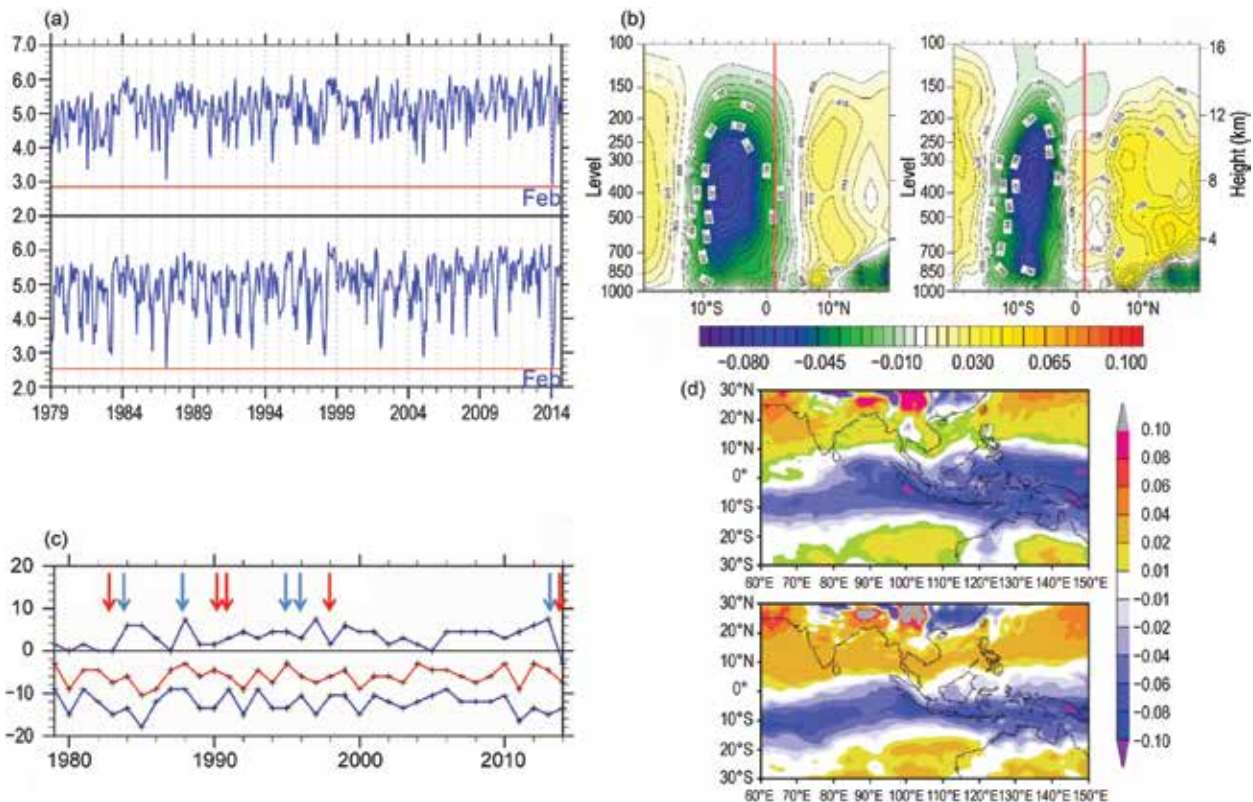 (a)
7.0
6.0
5.0
4.0
3.0
Feb
2.0
6.0
5.0
4.0
3.0
Feb
2.0
1979 1984 1989 1994 1999 2004 2009 2014
(b)
100
150
200
250
300
400
500
700
850
1000
Level
10°S 0 10°N
100
150
200
250
300
400
500
700
850
1000
Level
10°S 0 10°N
16
12
8
4
Height (km)
−0.080 −0.045 −0.010 0.030 0.065 0.100
(c)
20
10
0
−10
−20
1980 1990 2000 2010
(d)
30°N
20°N
10°N
0°
10°S
20°S
30°S
60°E 70°E 80°E 90°E 100°E 110°E 120°E 130°E 140°E 150°E
30°N
20°N
10°N
0°
10°S
20°S
30°S
60°E 70°E 80°E 90°E 100°E 110°E 120°E 130°E 140°E 150°E
0.10
0.08
0.06
0.04
0.02
0.01
−0.01
−0.02
−0.04
−0.06
−0.08
−0.10